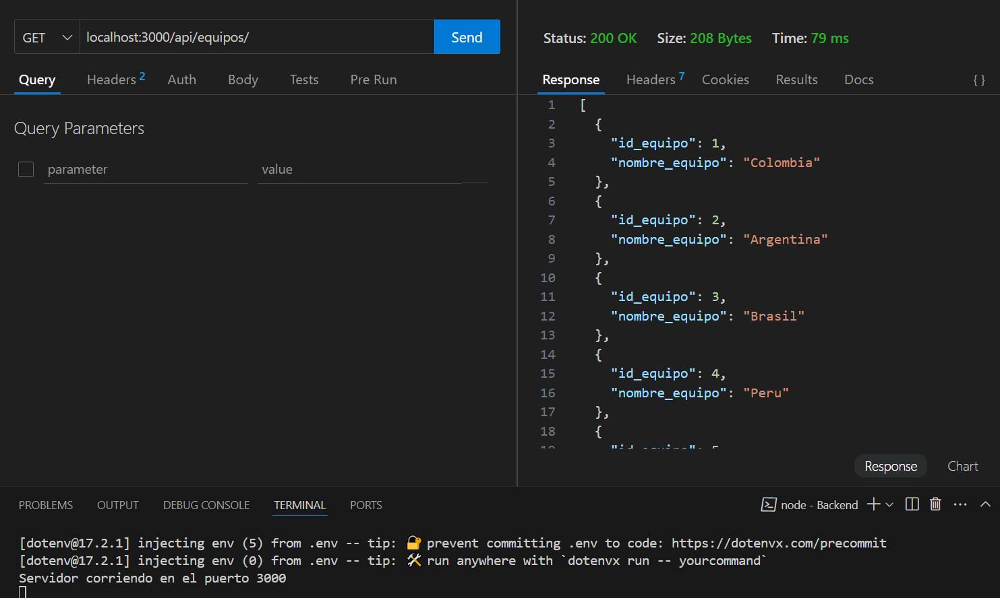 GET localhost:3000/api/equipos/ Send
Query Headers 2 Auth Body Tests Pre Run
Query Parameters
parameter value
Status: 200 OK Size: 208 Bytes Time: 79 ms
Response Headers 7 Cookies Results Docs { }
1 [
2 {
3 "id_equipo": 1,
4 "nombre_equipo": "Colombia"
5 },
6 {
7 "id_equipo": 2,
8 "nombre_equipo": "Argentina"
9 },
10 {
11 "id_equipo": 3,
12 "nombre_equipo": "Brasil"
13 },
14 {
15 "id_equipo": 4,
16 "nombre_equipo": "Peru"
17 },
18 {
19 "id_equipo": 5
Response Chart
PROBLEMS OUTPUT DEBUG CONSOLE TERMINAL PORTS node - Backend
[dotenv@17.2.1] injecting env (5) from .env -- tip: 🔐 prevent committing .env to code: https://dotenvx.com/precommit
[dotenv@17.2.1] injecting env (0) from .env -- tip: 🛠️ run anywhere with `dotenvx run -- yourcommand`
Servidor corriendo en el puerto 3000